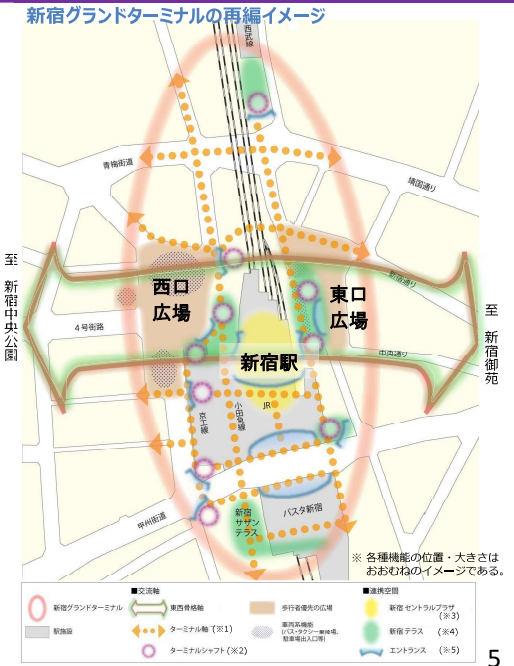 新宿グランドターミナルの再編イメージ
西武線
青梅街道
靖国通り
至 新宿中央公園
西口
広場
東口
広場
新宿通り
4号街路
中央通り
至 新宿御苑
新宿駅
京王線
小田急線
JR
甲州街道
新宿
サザン
テラス
バスタ新宿
※ 各種機能の位置・大きさは
おおむねのイメージである。
新宿グランドターミナル
駅施設
■交流軸
東西骨格軸
ターミナル軸(※1)
ターミナルシャフト(※2)
歩行者優先の広場
車両系機能
(バス・タクシー乗降場、
駐車場出入口等)
■連携空間
新宿 セントラルプラザ
(※3)
新宿 テラス (※4)
エントランス (※5)
5